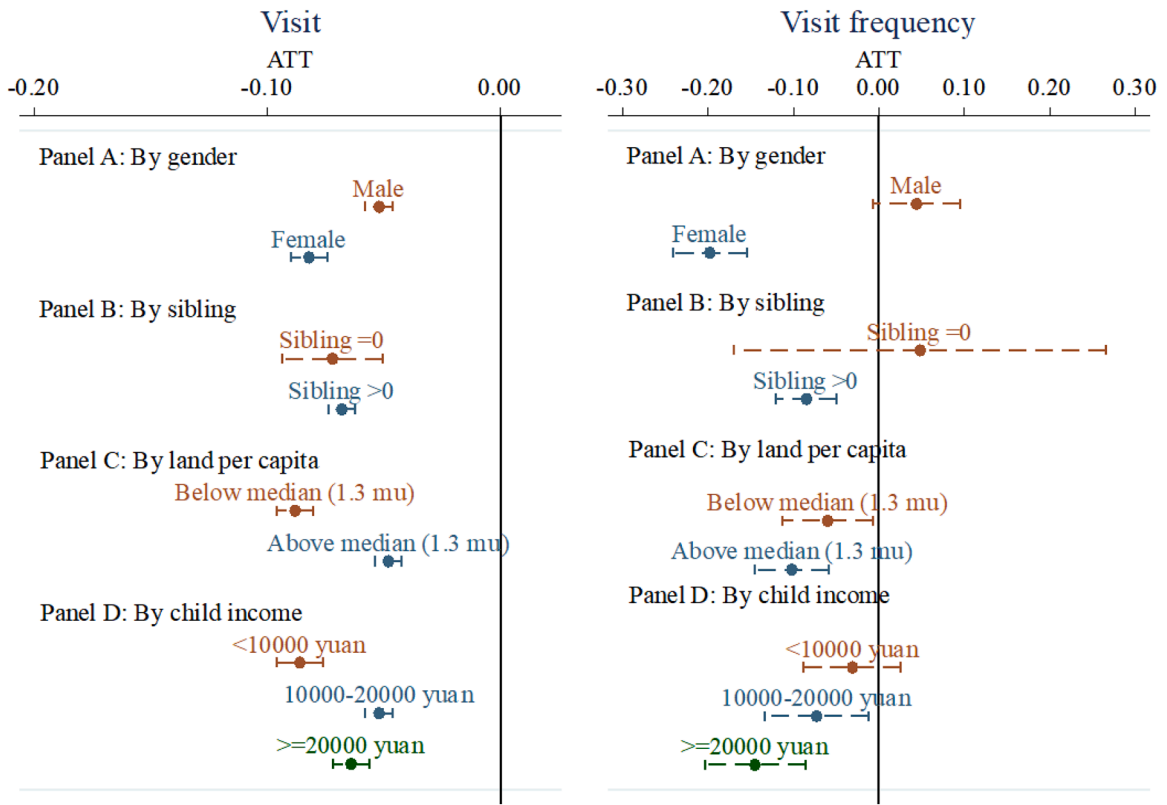 Visit
ATT
-0.20 -0.10 0.00
Panel A: By gender
Male
Female
Panel B: By sibling
Sibling =0
Sibling >0
Panel C: By land per capita
Below median (1.3 mu)
Above median (1.3 mu)
Panel D: By child income
<10000 yuan
10000-20000 yuan
>=20000 yuan
Visit frequency
ATT
-0.30 -0.20 -0.10 0.00 0.10 0.20 0.30
Panel A: By gender
Male
Female
Panel B: By sibling
Sibling =0
Sibling >0
Panel C: By land per capita
Below median (1.3 mu)
Above median (1.3 mu)
Panel D: By child income
<10000 yuan
10000-20000 yuan
>=20000 yuan